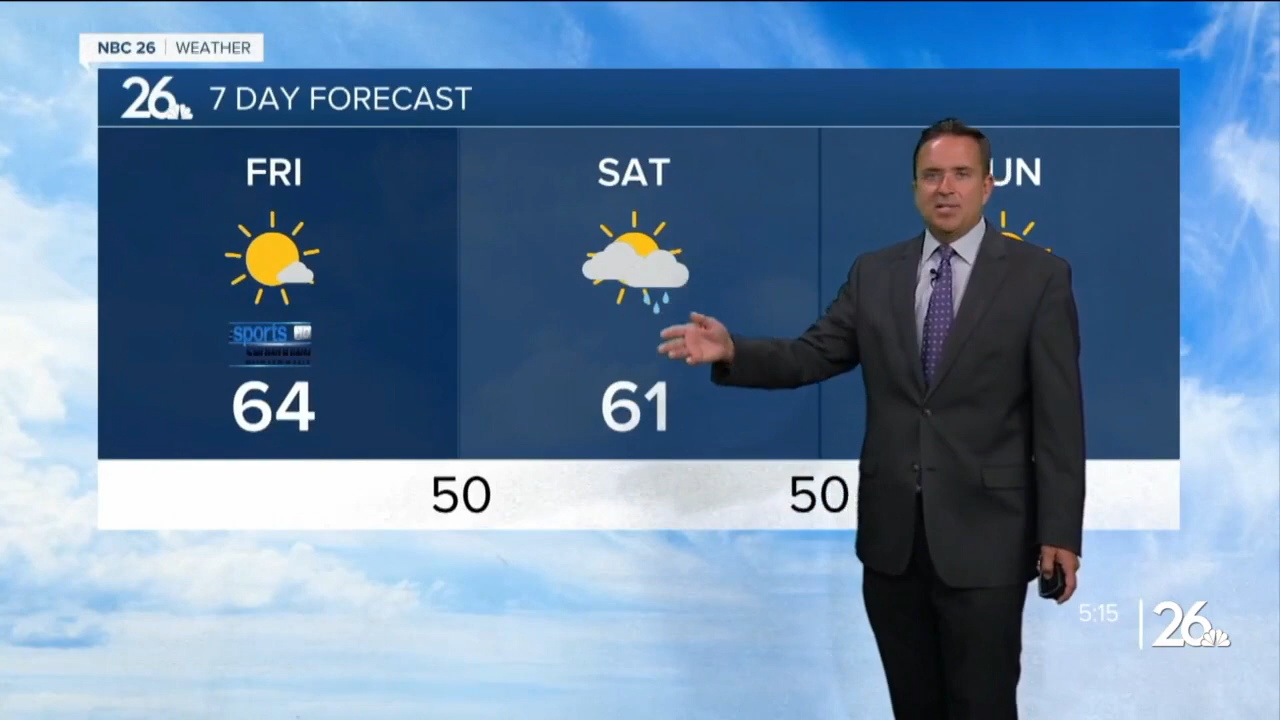 NBC 26 | WEATHER
26 7 DAY FORECAST
FRI SAT UN
sports
64 61
50 50
5:15 26